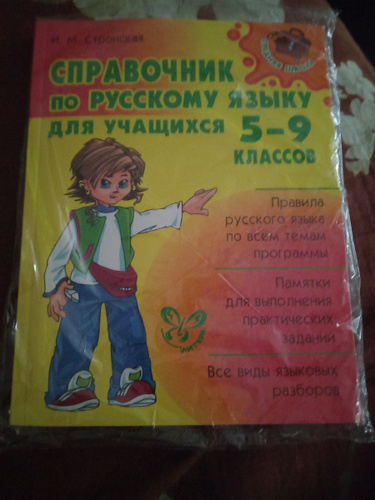 И. М. Стронская
СПРАВОЧНИК
ПО РУССКОМУ ЯЗЫКУ
ДЛЯ УЧАЩИХСЯ 5–9
КЛАССОВ
Правила
русского языка
по всем темам
программы
Памятки
для выполнения
практических
заданий
Все виды языковых
разборов